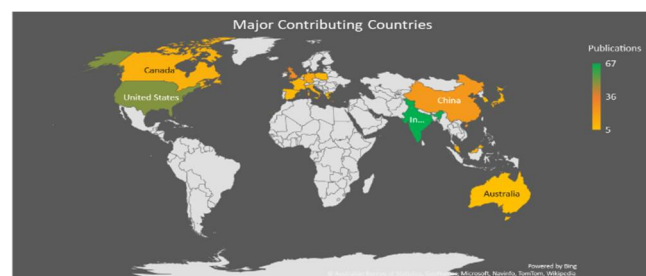 Major Contributing Countries
Publications
67
36
5
Canada
United States
China
In...
Australia
Powered by Bing
Microsoft, Navinfo, TomTom, Wikipedia